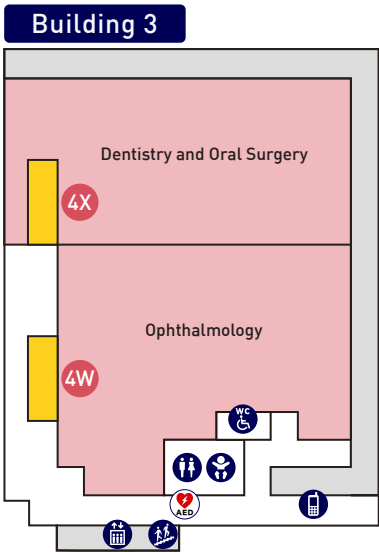 Building 3
Dentistry and Oral Surgery
4X
Ophthalmology
4W
WC
AED